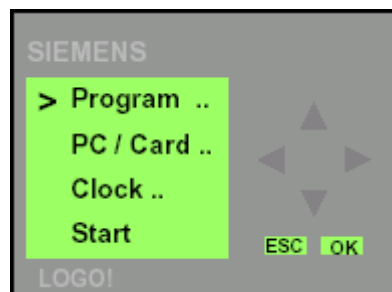 SIEMENS
> Program ..
PC / Card ..
Clock ..
Start
ESC OK
LOGO!